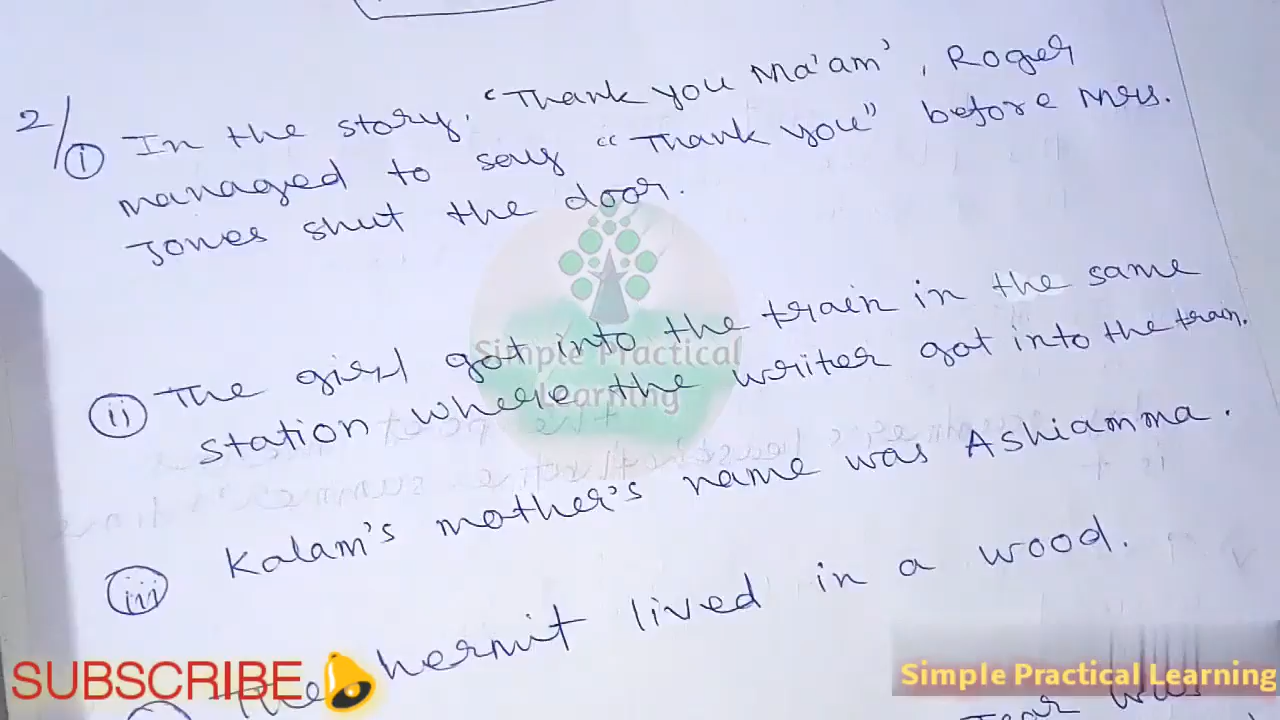 2/
(i) In the story, 'Thank you Ma'am', Roger
managed to say "Thank you" before Mrs.
Jones shut the door.
(ii) The girl got into the train in the same
station where the writer got into the train.
(iii) Kalam's mother's name was Ashiamma.
The hermit lived in a wood.
Simple Practical
Learning
SUBSCRIBE
Simple Practical Learning